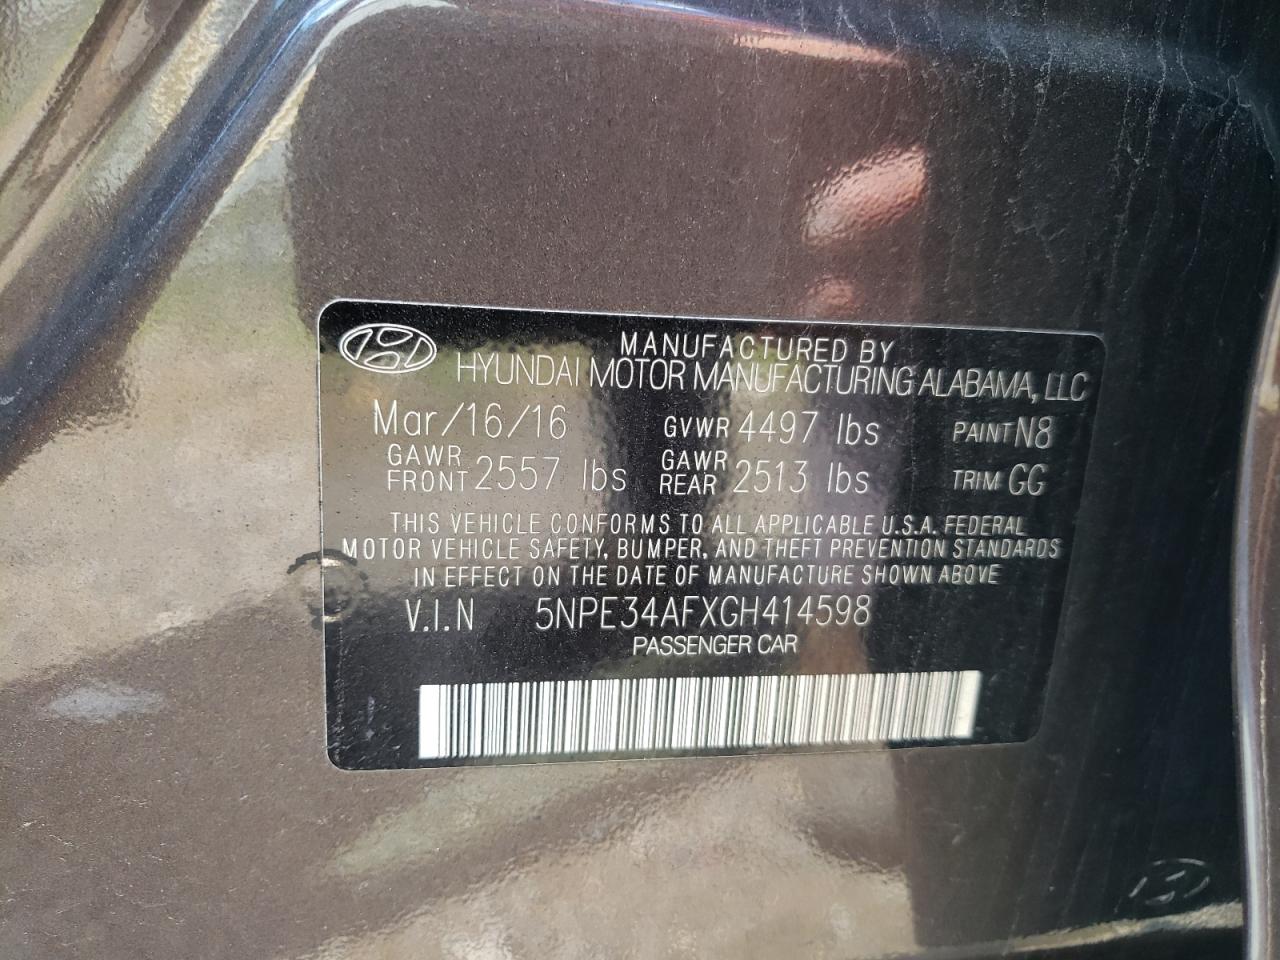 MANUFACTURED BY
HYUNDAI MOTOR MANUFACTURING ALABAMA, LLC
Mar/16/16 GVWR 4497 lbs PAINT N8
GAWR FRONT 2557 lbs GAWR REAR 2513 lbs TRIM GG
THIS VEHICLE CONFORMS TO ALL APPLICABLE U.S.A. FEDERAL
MOTOR VEHICLE SAFETY, BUMPER, AND THEFT PREVENTION STANDARDS
IN EFFECT ON THE DATE OF MANUFACTURE SHOWN ABOVE
V.I.N 5NPE34AFXGH414598
PASSENGER CAR